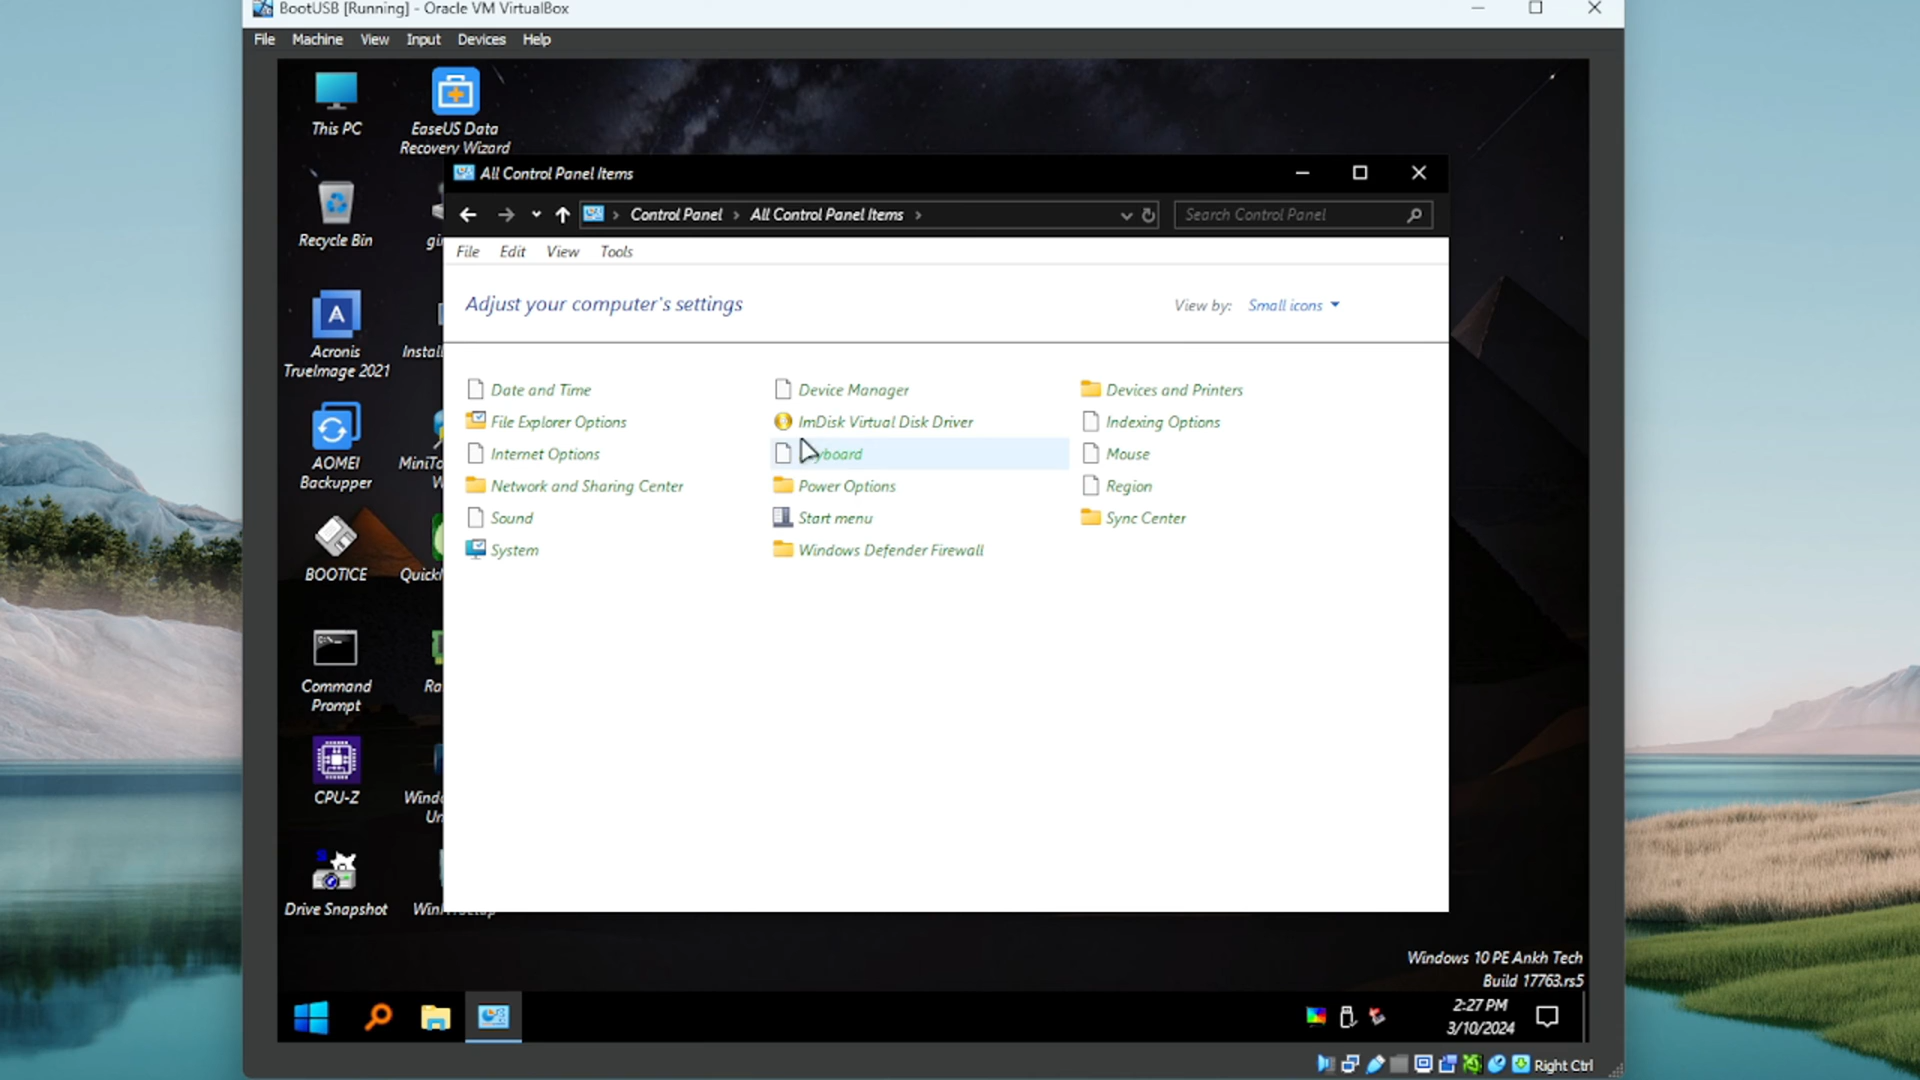 BootUSB [Running] - Oracle VM VirtualBox
File Machine View Input Devices Help
This PC
EaseUS Data
Recovery Wizard
All Control Panel Items
Control Panel All Control Panel Items
Search Control Panel
Recycle Bin
File Edit View Tools
Adjust your computer's settings
View by: Small icons
Acronis
TrueImage 2021
Install
Date and Time
Device Manager
Devices and Printers
File Explorer Options
ImDisk Virtual Disk Driver
Indexing Options
Internet Options
Mouse
Network and Sharing Center
Power Options
Region
Sound
Start menu
Sync Center
System
Windows Defender Firewall
AOMEI
Backupper
BOOTICE
Command
Prompt
CPU-Z
Drive Snapshot
Windows 10 PE Ankh Tech
Build 17763.rs5
2:27 PM
3/10/2024
Right Ctrl